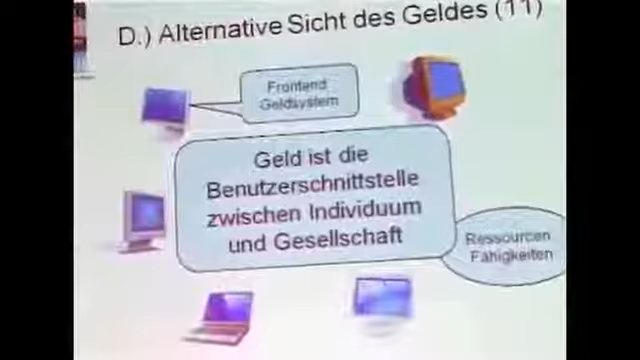 D.) Alternative Sicht des Geldes (11)
Frontend
Geldsystem
Geld ist die
Benutzerschnittstelle
zwischen Individuum
und Gesellschaft
Ressourcen
Fähigkeiten